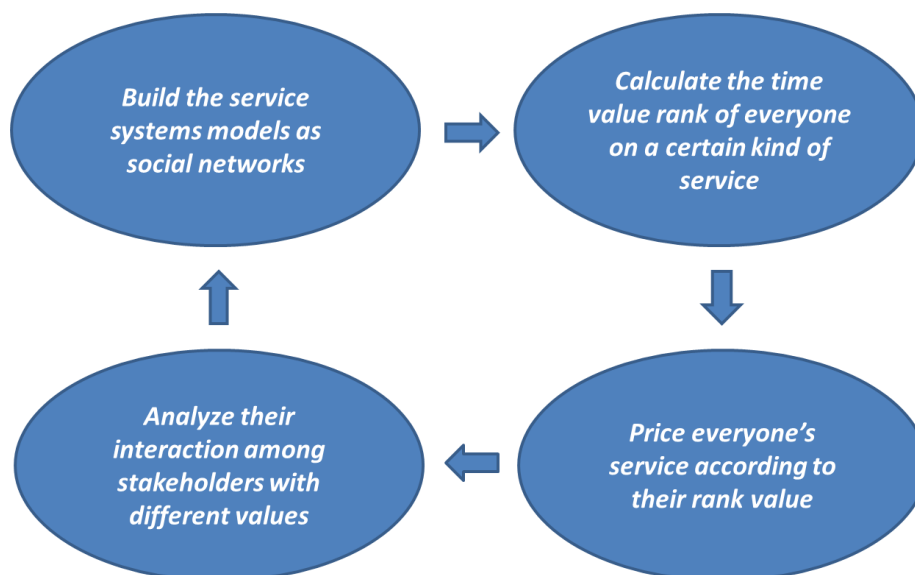 Build the service
systems models as
social networks
Calculate the time
value rank of everyone
on a certain kind of
service
Analyze their
interaction among
stakeholders with
different values
Price everyone’s
service according to
their rank value